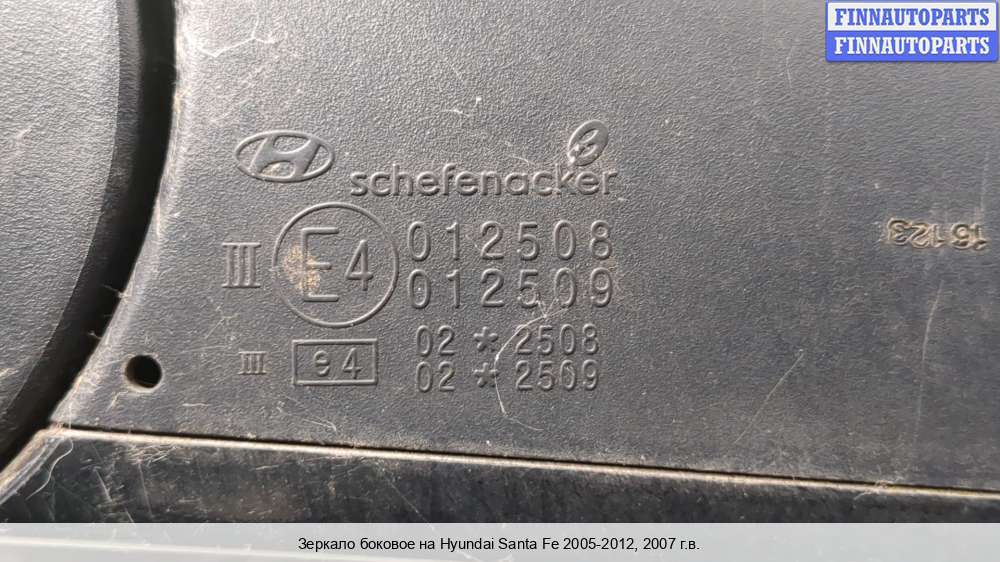 FINNAUTOPARTS
FINNAUTOPARTS
schefenacker
III E4 012508
012509
III e4 02 * 2508
02 * 2509
16123
Зеркало боковое на Hyundai Santa Fe 2005-2012, 2007 г.в.